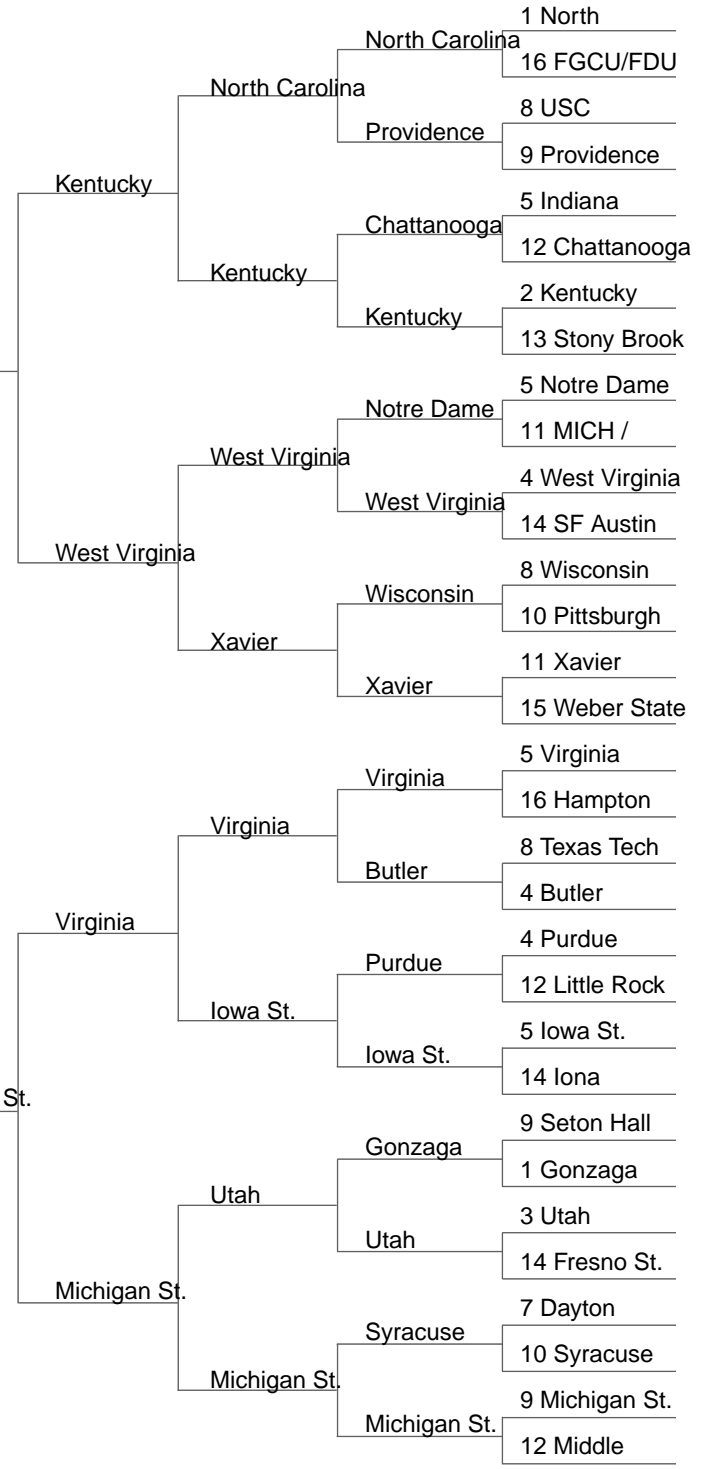 1 North
North Carolina
16 FGCU/FDU
North Carolina
8 USC
Providence
9 Providence
Kentucky
5 Indiana
Chattanooga
12 Chattanooga
Kentucky
2 Kentucky
Kentucky
13 Stony Brook
5 Notre Dame
Notre Dame
11 MICH /
West Virginia
4 West Virginia
West Virginia
14 SF Austin
West Virginia
8 Wisconsin
Wisconsin
10 Pittsburgh
Xavier
11 Xavier
Xavier
15 Weber State
5 Virginia
Virginia
16 Hampton
Virginia
8 Texas Tech
Butler
4 Butler
Virginia
4 Purdue
Purdue
12 Little Rock
Iowa St.
5 Iowa St.
Iowa St.
14 Iona
St.
9 Seton Hall
Gonzaga
1 Gonzaga
Utah
3 Utah
Utah
14 Fresno St.
Michigan St.
7 Dayton
Syracuse
10 Syracuse
Michigan St.
9 Michigan St.
Michigan St.
12 Middle